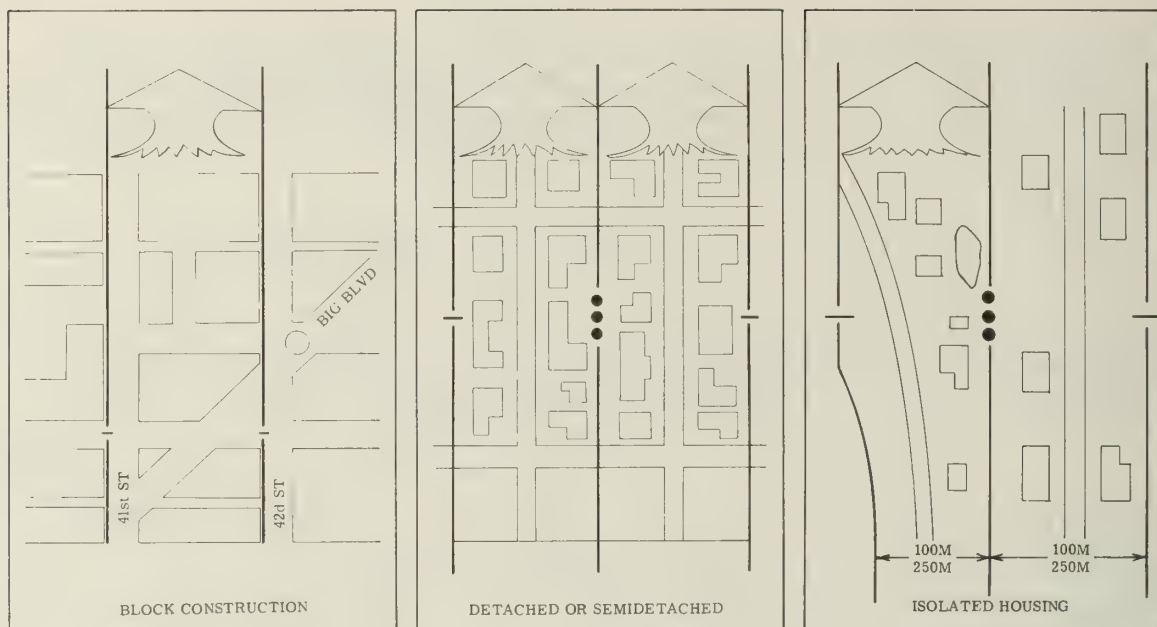 BIG BLVD
41st ST
42d ST
BLOCK CONSTRUCTION
DETACHED OR SEMIDETACHED
100M
250M
100M
250M
ISOLATED HOUSING